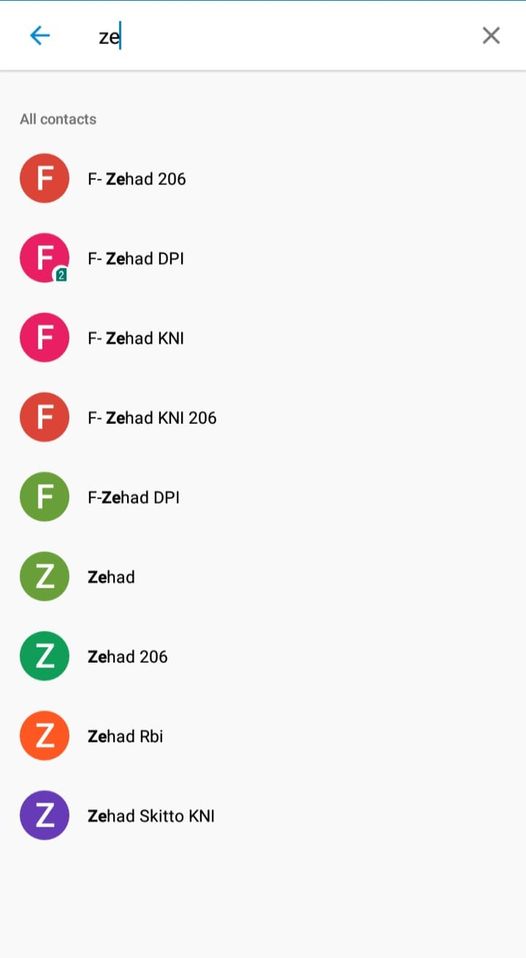 ze
All contacts
F F- Zehad 206
F 2 F- Zehad DPI
F F- Zehad KNI
F F- Zehad KNI 206
F F-Zehad DPI
Z Zehad
Z Zehad 206
Z Zehad Rbi
Z Zehad Skitto KNI